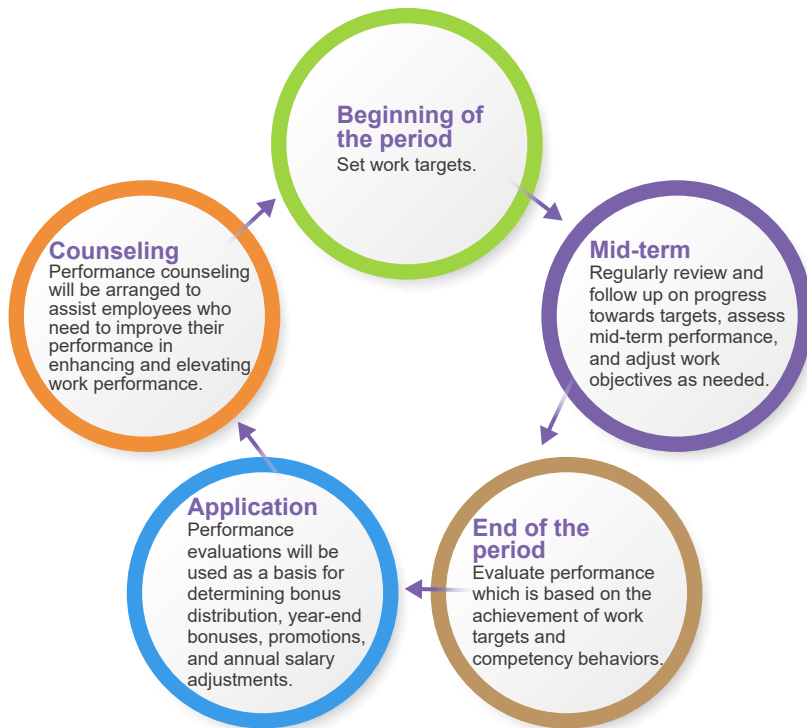 Beginning of
the period
Set work targets.
Mid-term
Regularly review and
follow up on progress
towards targets, assess
mid-term performance,
and adjust work
objectives as needed.
End of the
period
Evaluate performance
which is based on the
achievement of work
targets and
competency behaviors.
Application
Performance
evaluations will be
used as a basis for
determining bonus
distribution, year-end
bonuses, promotions,
and annual salary
adjustments.
Counseling
Performance counseling
will be arranged to
assist employees who
need to improve their
performance in
enhancing and elevating
work performance.